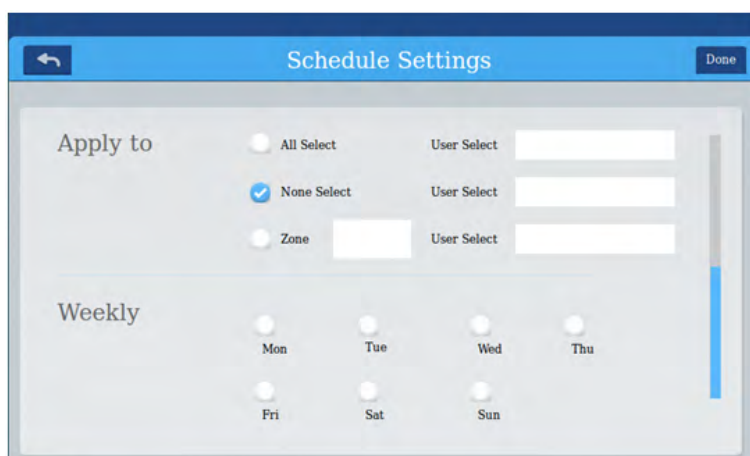 Schedule Settings
Done
Apply to
All Select
User Select
None Select
User Select
Zone
User Select
Weekly
Mon
Tue
Wed
Thu
Fri
Sat
Sun